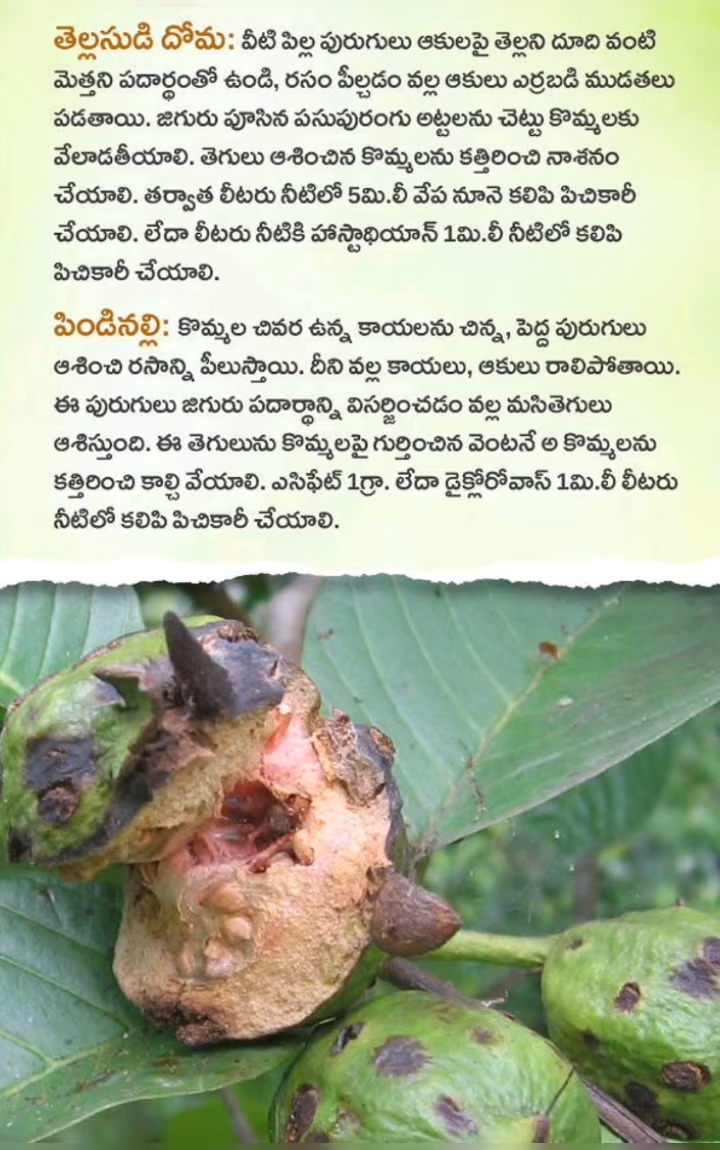 తెల్లసుడి దోమ: వీటి పిల్ల పురుగులు ఆకులపై తెల్లని దూది వంటి
మెత్తని పదార్థంతో ఉండి, రసం పీల్చడం వల్ల ఆకులు ఎర్రబడి ముడతలు
పడతాయి. జిగురు పూసిన పసుపురంగు అట్టలను చెట్టు కొమ్మలకు
వేలాడతీయాలి. తెగులు ఆశించిన కొమ్మలను కత్తిరించి నాశనం
చేయాలి. తర్వాత లీటరు నీటిలో 5మి.లీ వేప నూనె కలిపి పిచికారీ
చేయాలి. లేదా లీటరు నీటికి హాస్టాథియాన్ 1మి.లీ నీటిలో కలిపి
పిచికారీ చేయాలి.
పిండినల్లి: కొమ్మల చివర ఉన్న కాయలను చిన్న, పెద్ద పురుగులు
ఆశించి రసాన్ని పీలుస్తాయి. దీని వల్ల కాయలు, ఆకులు రాలిపోతాయి.
ఈ పురుగులు జిగురు పదార్థాన్ని విసర్జించడం వల్ల మసితెగులు
ఆశిస్తుంది. ఈ తెగులును కొమ్మలపై గుర్తించిన వెంటనే అ కొమ్మలను
కత్తిరించి కాల్చి వేయాలి. ఎసిఫేట్ 1గ్రా. లేదా డైక్లోరోవాస్ 1మి.లీ లీటరు
నీటిలో కలిపి పిచికారీ చేయాలి.